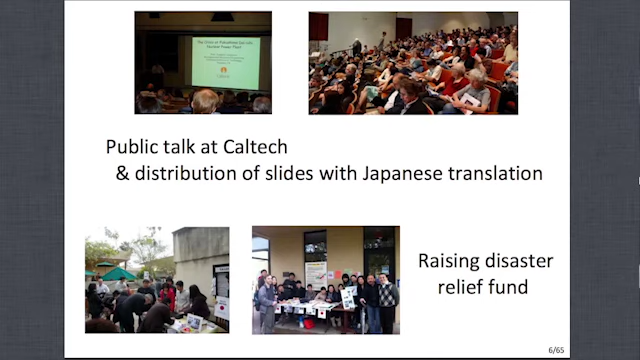 Public talk at Caltech
& distribution of slides with Japanese translation
Raising disaster
relief fund
6/65